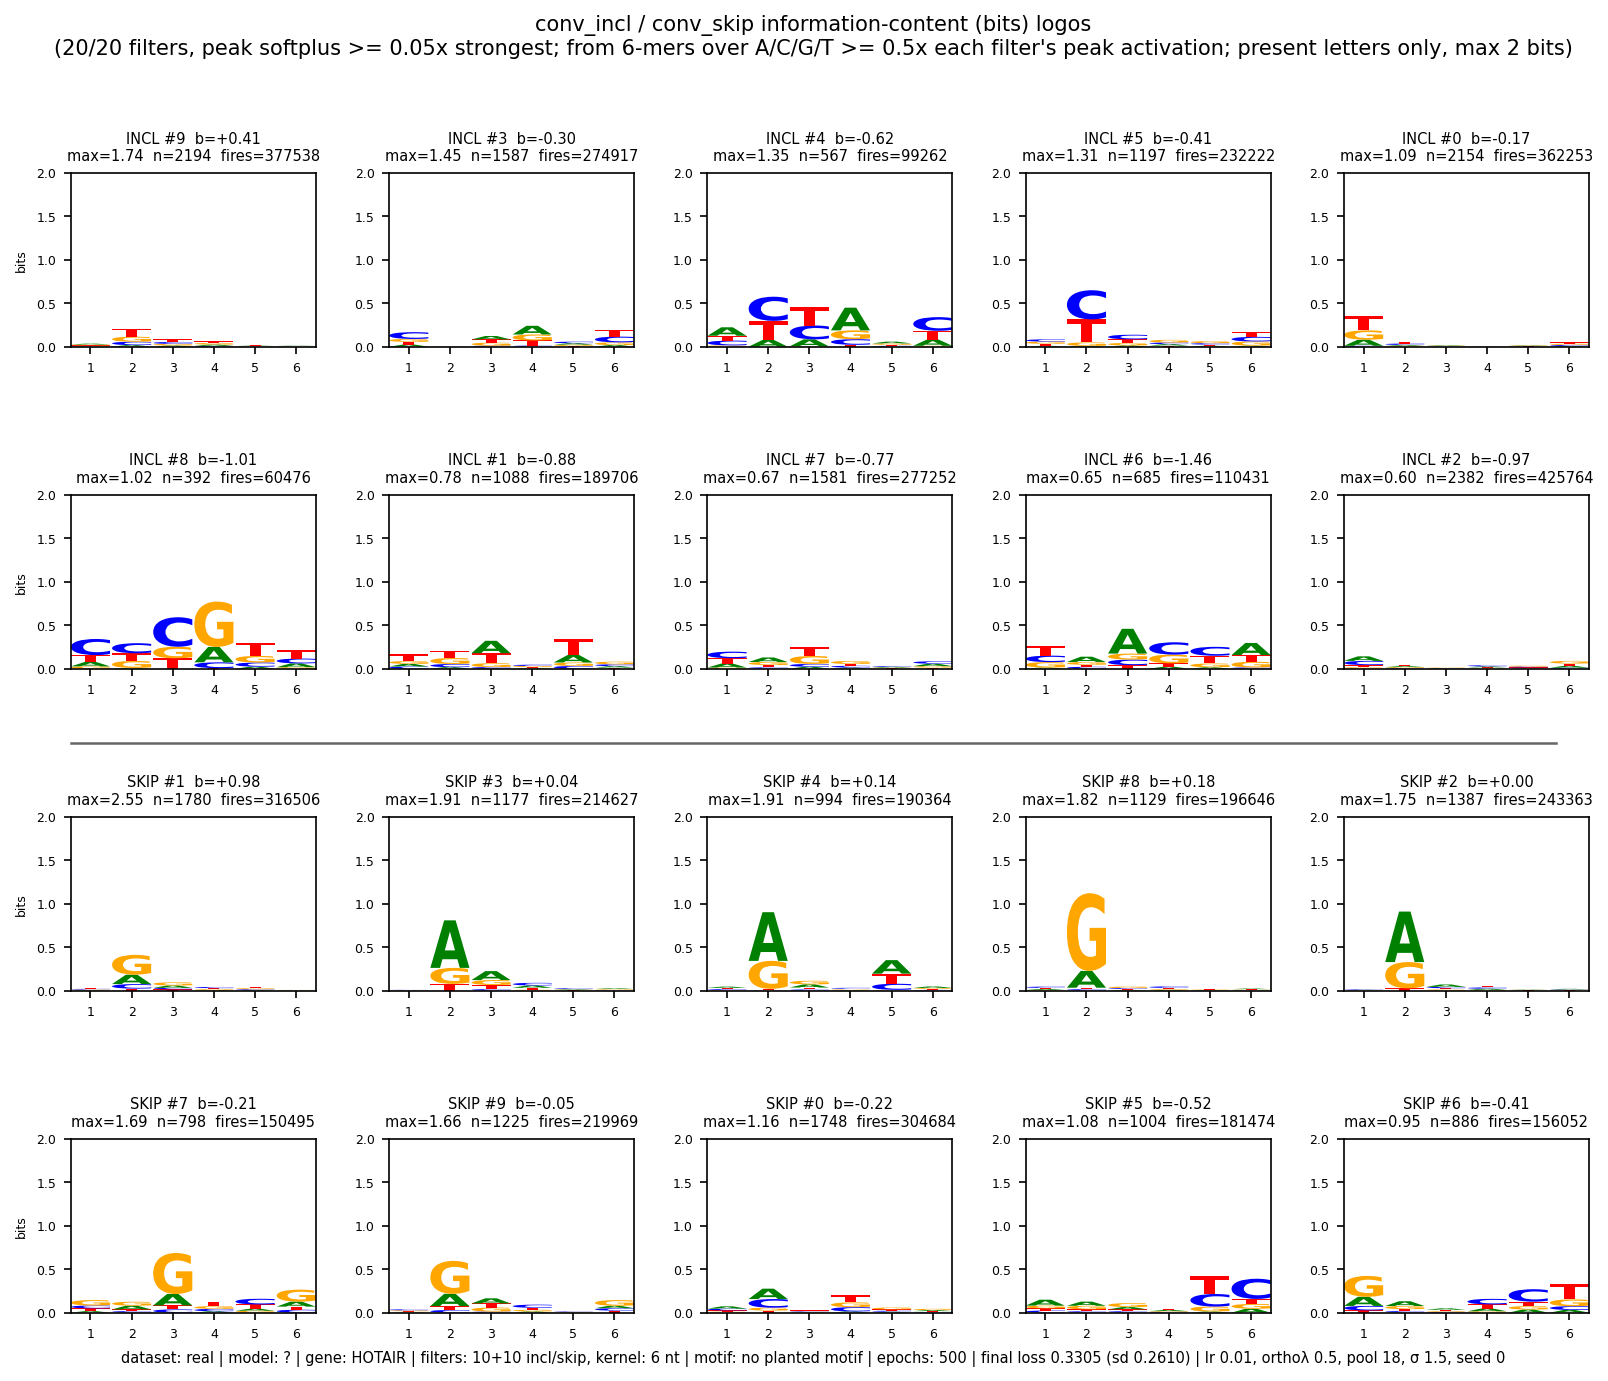 conv_incl / conv_skip information-content (bits) logos
(20/20 filters, peak softplus >= 0.05x strongest; from 6-mers over A/C/G/T >= 0.5x each filter's peak activation; present letters only, max 2 bits)
INCL #9  b=+0.41
max=1.74  n=2194  fires=377538
INCL #3  b=-0.30
max=1.45  n=1587  fires=274917
INCL #4  b=-0.62
max=1.35  n=567  fires=99262
INCL #5  b=-0.41
max=1.31  n=1197  fires=232222
INCL #0  b=-0.17
max=1.09  n=2154  fires=362253
INCL #8  b=-1.01
max=1.02  n=392  fires=60476
INCL #1  b=-0.88
max=0.78  n=1088  fires=189706
INCL #7  b=-0.77
max=0.67  n=1581  fires=277252
INCL #6  b=-1.46
max=0.65  n=685  fires=110431
INCL #2  b=-0.97
max=0.60  n=2382  fires=425764
SKIP #1  b=+0.98
max=2.55  n=1780  fires=316506
SKIP #3  b=+0.04
max=1.91  n=1177  fires=214627
SKIP #4  b=+0.14
max=1.91  n=994  fires=190364
SKIP #8  b=+0.18
max=1.82  n=1129  fires=196646
SKIP #2  b=+0.00
max=1.75  n=1387  fires=243363
SKIP #7  b=-0.21
max=1.69  n=798  fires=150495
SKIP #9  b=-0.05
max=1.66  n=1225  fires=219969
SKIP #0  b=-0.22
max=1.16  n=1748  fires=304684
SKIP #5  b=-0.52
max=1.08  n=1004  fires=181474
SKIP #6  b=-0.41
max=0.95  n=886  fires=156052
dataset: real | model: ? | gene: HOTAIR | filters: 10+10 incl/skip, kernel: 6 nt | motif: no planted motif | epochs: 500 | final loss 0.3305 (sd 0.2610) | lr 0.01, orthoλ 0.5, pool 18, σ 1.5, seed 0